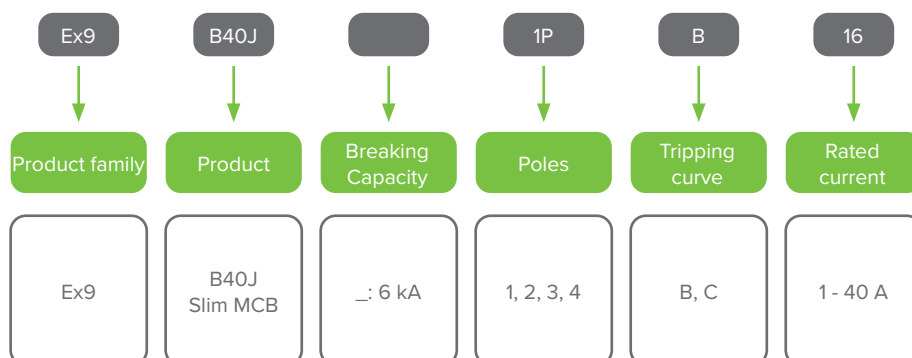 Ex9 B40J 1P B 16
Product family Product Breaking Capacity Poles Tripping curve Rated current
Ex9
B40J
Slim MCB
_: 6 kA
1, 2, 3, 4
B, C
1 - 40 A